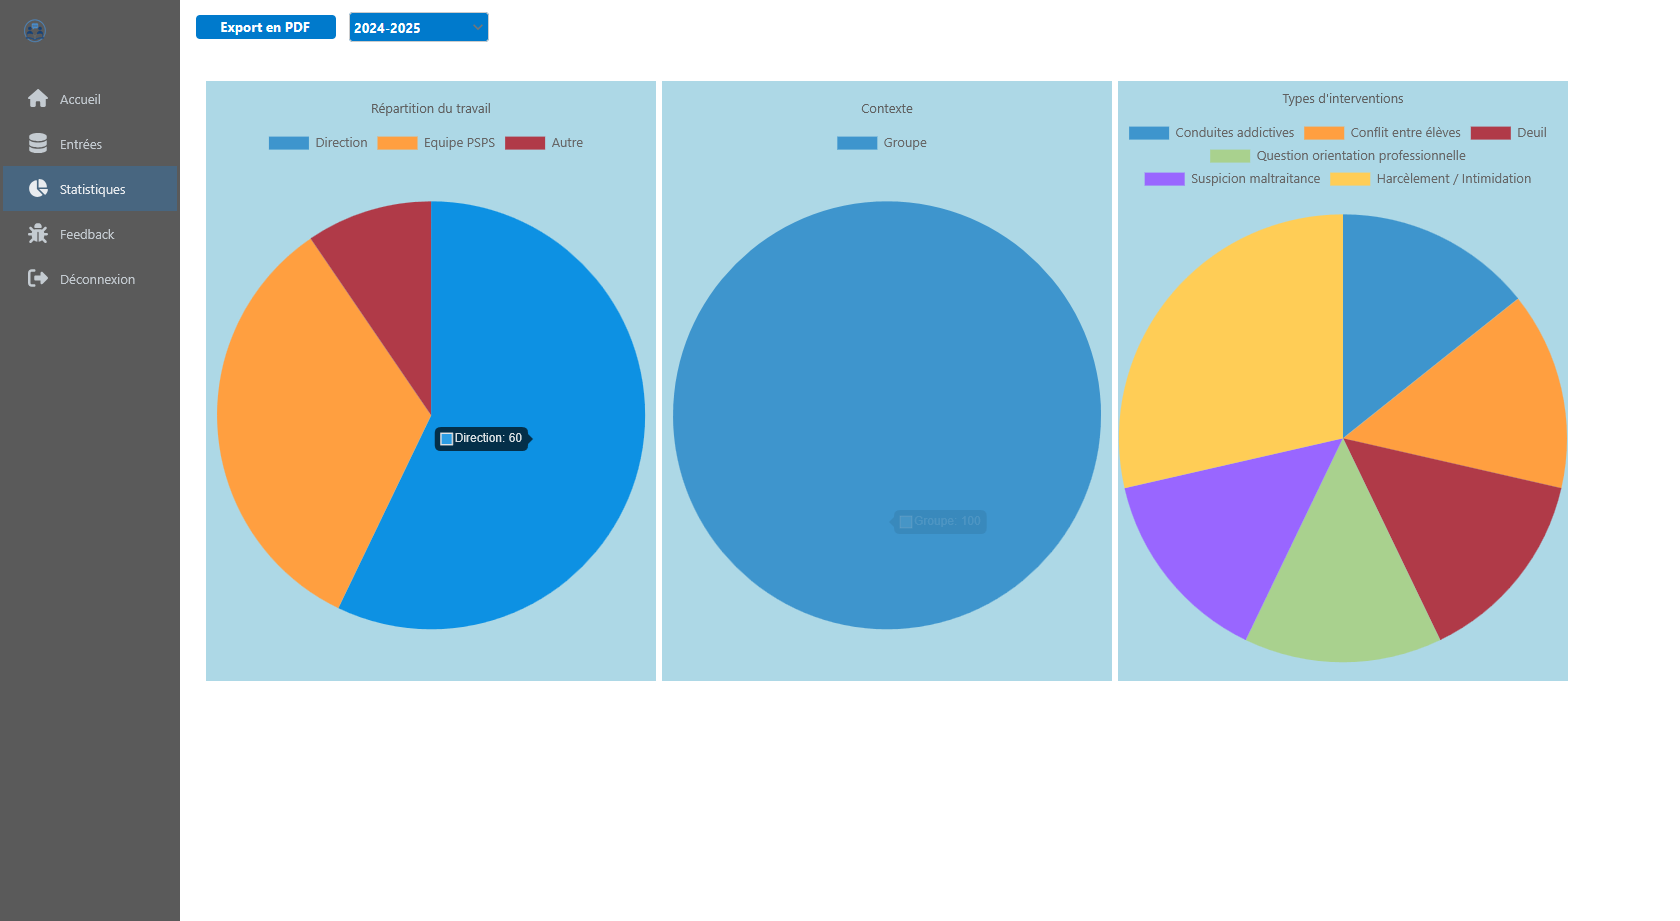 Export en PDF
2024-2025
Accueil
Entrées
Statistiques
Feedback
Déconnexion
Répartition du travail
Direction Equipe PSPS Autre
Direction: 60
Contexte
Groupe
Groupe: 100
Types d'interventions
Conduites addictives Conflit entre élèves Deuil
Question orientation professionnelle
Suspicion maltraitance Harcèlement / Intimidation